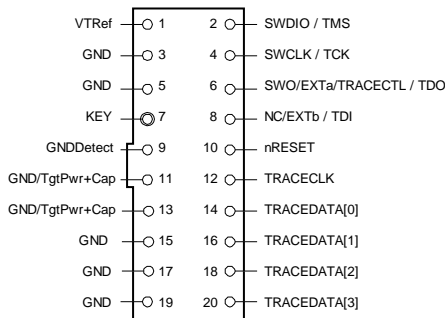 VTRef 1 2 SWDIO / TMS
GND 3 4 SWCLK / TCK
GND 5 6 SWO/EXTa/TRACECTL / TDO
KEY 7 8 NC/EXTb / TDI
GNDDetect 9 10 nRESET
GND/TgtPwr+Cap 11 12 TRACECLK
GND/TgtPwr+Cap 13 14 TRACEDATA[0]
GND 15 16 TRACEDATA[1]
GND 17 18 TRACEDATA[2]
GND 19 20 TRACEDATA[3]